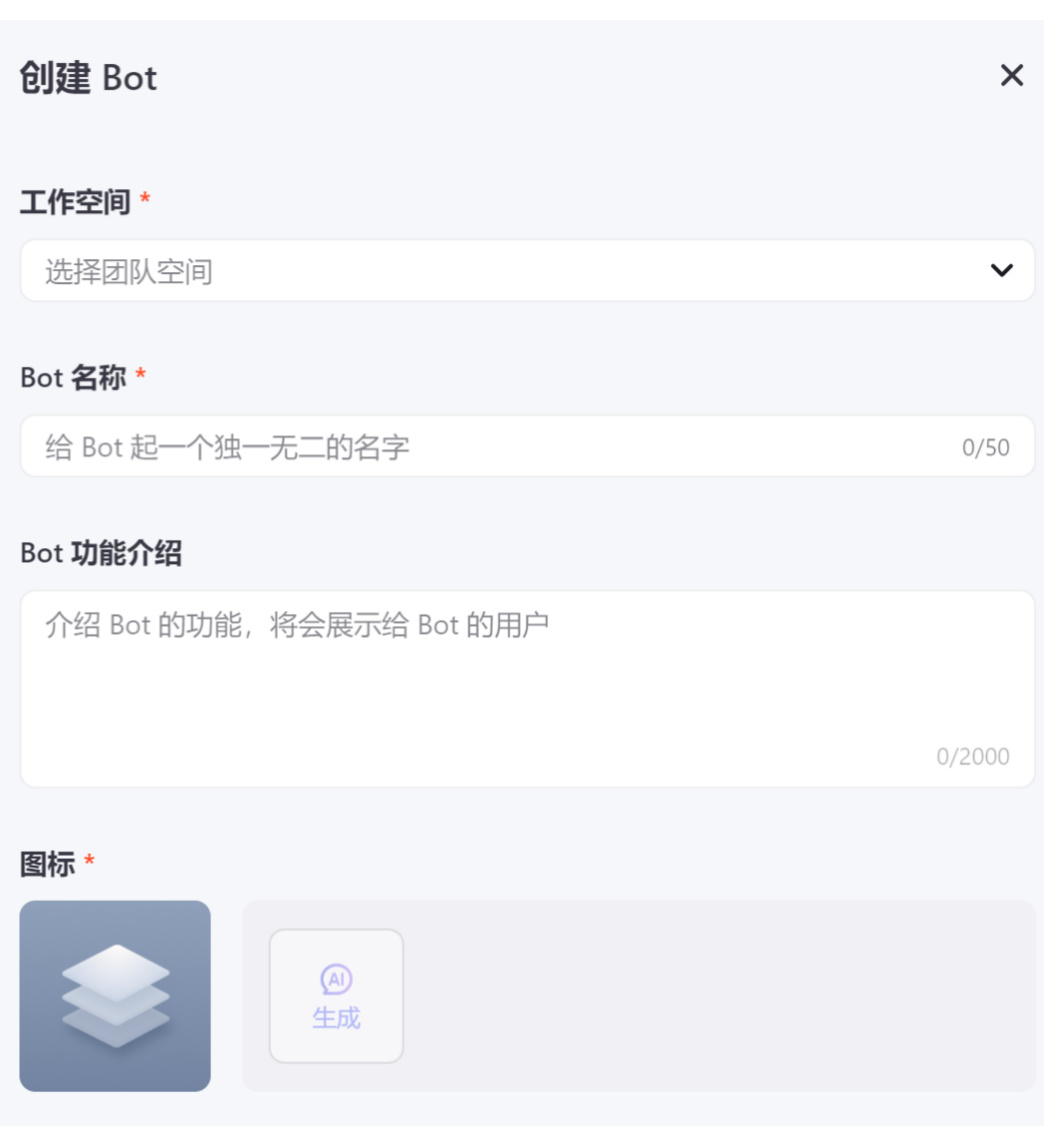 创建 Bot
工作空间 *
选择团队空间
Bot 名称 *
给 Bot 起一个独一无二的名字 0/50
Bot 功能介绍
介绍 Bot 的功能，将会展示给 Bot 的用户
0/2000
图标 *
AI
生成